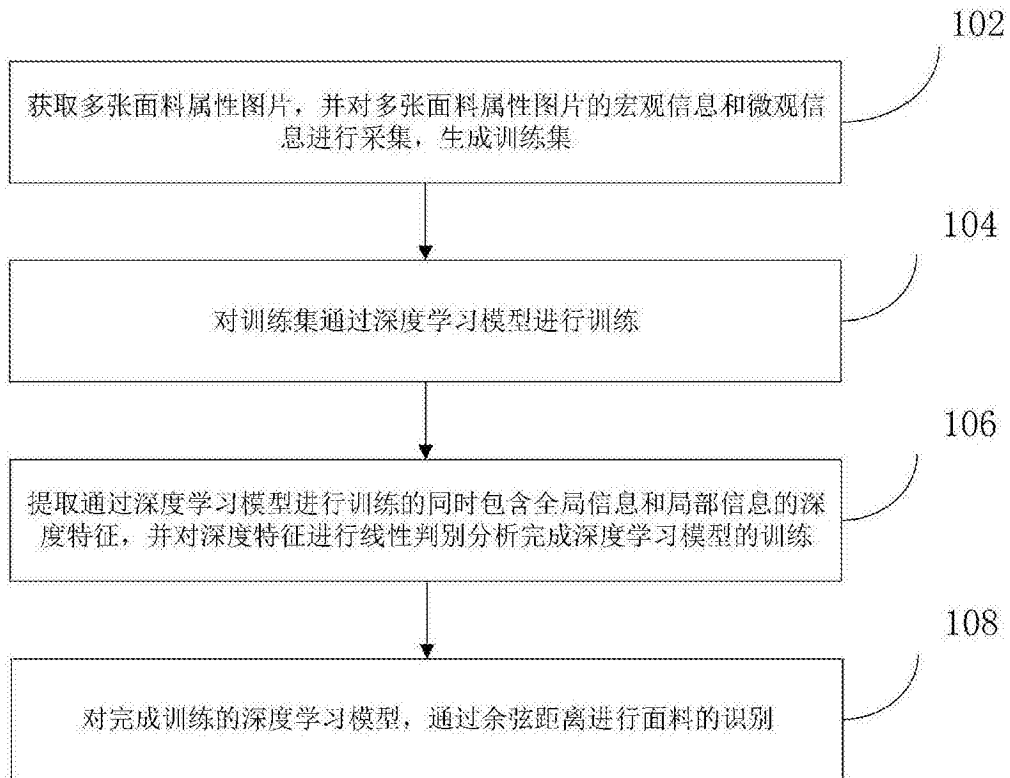 102
获取多张面料属性图片，并对多张面料属性图片的宏观信息和微观信
息进行采集，生成训练集
104
对训练集通过深度学习模型进行训练
106
提取通过深度学习模型进行训练的同时包含全局信息和局部信息的深
度特征，并对深度特征进行线性判别分析完成深度学习模型的训练
108
对完成训练的深度学习模型，通过余弦距离进行面料的识别